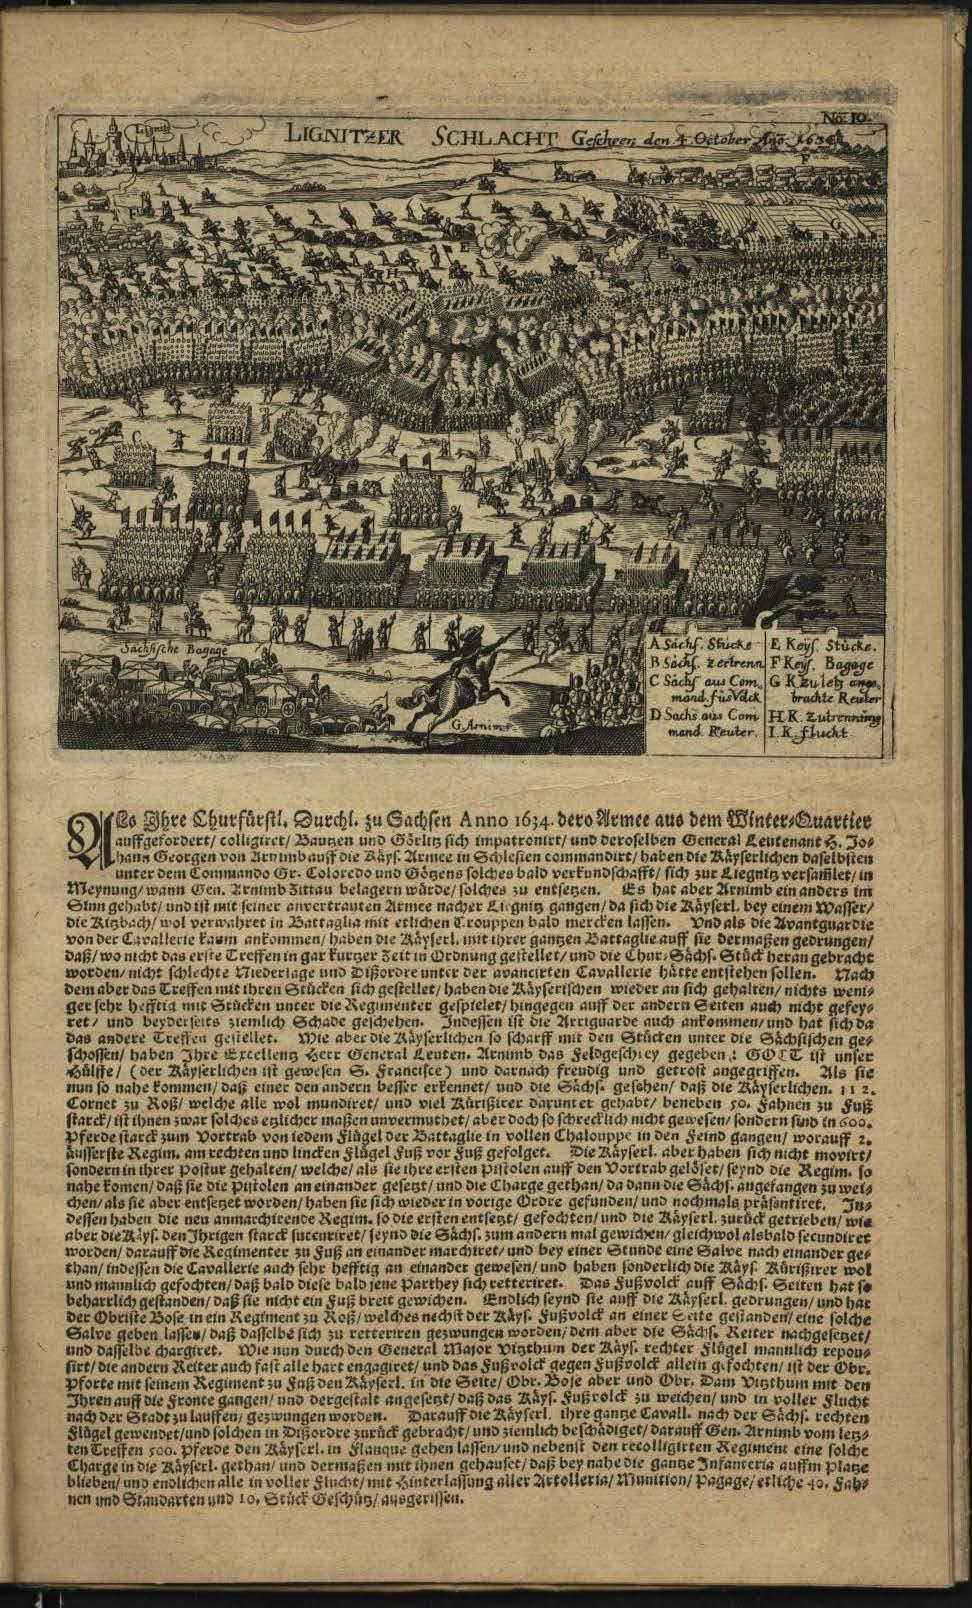 No: 10.
Lignitz
LIGNITZER SCHLACHT Geschehen den 4 October Año 1634
F
F
G
E
E
H
I
C
C
D
D
D
Sächsische Bagage
G. Arnimb.
A Sächs. Stücke
B Sächs. zertrenn
C Sächs aus Com=
mand. füs Volck
D Sachs aus Com
mand. Reuter.
E Keÿs. Stücke.
F Keÿs. Bagage
G K Zu letz ange,
brachte Reuter
H K. Zutrennūng
I. K. flucht
ALs Ihre Churfürstl. Durchl. zu Sachsen Anno 1634. dero Armee aus dem Winter-Quartier
auffgefordert/ colligiret/ Bautzen und Görlitz sich impatronirt/ und deroselben General Leutenant H. Jo-
hann Georgen von Arnimb auff die Käys. Armee in Schlesien commandirt/ haben die Käyserlichen daselbsten
unter dem Commando Gr. Coloredo und Götzens solches bald verkundschafft/ sich zur Liegnitz versamlet/ in
Meynung/ wann Gen. Arnimb Zittau belagern würde/ solches zu entsetzen. Es hat aber Arnimb ein anders im
Sinn gehabt/ und ist mit seiner anvertrauten Armee nacher Liegnitz gangen/ da sich die Käyserl. bey einem Wasser/
die Kitzbach/ wol verwahret in Battaglia mit etlichen Trouppen bald mercken lassen. Und als die Avantguardie
von der Cavallerie kaum ankommen/ haben die Käyserl. mit ihrer gantzen Battaglie auff sie dermaßen gedrungen/
daß/ wo nicht das erste Treffen in gar kurtzer Zeit in Ordnung gestellet/ und die Chur-Sächs. Stück heran gebracht
worden/ nicht schlechte Niederlage und Dißordre unter der avancirten Cavallerie hätte entstehen sollen. Nach
dem aber das Treffen mit ihren Stücken sich gestellet/ haben die Käyserischen wieder an sich gehalten/ nichts weni-
ger sehr hefftig mit Stücken unter die Regimenter gespielet/ hingegen auff der andern Seiten auch nicht gefey-
ret/ und beyderseits ziemlich Schade geschehen. Indessen ist die Arriguarde auch ankommen/ und hat sich da
das andere Treffen gestellet. Wie aber die Käyserlichen so scharff mit den Stücken unter die Sächsischen ge-
schossen/ haben Ihre Excellentz Herr General Leuten. Arnimb das Feldgeschrey gegeben: GOTT ist unser
Hülffe/ (der Käyserlichen ist gewesen S. Francisce) und darnach freudig und getrost angegriffen. Als sie
nun so nahe kommen/ daß einer den andern besser erkennet/ und die Sächs. gesehen/ daß die Käyserlichen. 112.
Cornet zu Roß/ welche alle wol mundiret/ und viel Kürißirer darunter gehabt/ beneben 50. Fahnen zu Fuß
starck/ ist ihnen zwar solches etzlicher maßen unvermuthet/ aber doch so schrecklich nicht gewesen/ sondern sind in 600.
Pferde starck zum Vortrab von iedem Flügel der Battaglie in vollen Chalouppe in den Feind gangen/ worauff 2.
äusserste Regim. am rechten und lincken Flügel Fuß vor Fuß gefolget. Die Käyserl. aber haben sich nicht movirt/
sondern in ihrer Postur gehalten/ welche/ als sie ihre ersten Pistolen auff den Vortrab gelöset/ seynd die Regim. so
nahe komen/ daß sie die Pistolen an einander gesetzt/ und die Charge gethan/ da dann die Sächs. angefangen zu wei-
chen/ als sie aber entsetzet worden/ haben sie sich wieder in vorige Ordre gefunden/ und nochmals präsentiret. In-
dessen haben die neu anmarchirende Regim. so die ersten entsetzt/ gefochten/ und die Käyserl. zurück getrieben/ wie
aber die Käys. den Ihrigen starck succuriret/ seynd die Sächs. zum andern mal gewichen/ gleichwol alsbald secundiret
worden/ darauff die Regimenter zu Fuß an einander marchiret/ und bey einer Stunde eine Salve nach einander ge-
than/ indessen die Cavallerie auch sehr hefftig an einander gewesen/ und haben sonderlich die Käys. Kürißirer wol
und mannlich gefochten/ daß bald diese bald jene Parthey sich retteriret. Das Fußvolck auff Sächs. Seiten hat so
beharrlich gestanden/ daß sie nicht ein Fuß breit gewichen. Endlich seynd sie auff die Käyserl. gedrungen/ und hat
der Obriste Bose in ein Regiment zu Roß/ welches nechst der Käys. Fußvolck an einer Seite gestanden/ eine solche
Salve geben lassen/ daß dasselbe sich zu retteriren gezwungen worden/ dem aber die Sächs. Reiter nachgesetzet/
und dasselbe chargiret. Wie nun durch den General Major Vitzthum der Käys. rechter Flügel mannlich repou-
sirt/ die andern Reiter auch fast alle hart engagiret/ und das Fußvolck gegen Fußvolck allein gefochten/ ist der Obr.
Pforte mit seinem Regiment zu Fuß den Käyserl. in die Seite/ Obr. Bose aber und Obr. Dam Vitzthum mit den
Ihren auff die Fronte gangen/ und dergestalt angesetzt/ daß das Käys. Fußvolck zu weichen/ und in voller Flucht
nach der Stadt zu lauffen/ gezwungen worden. Darauff die Käyserl. ihre gantze Cavall. nach der Sächs. rechten
Flügel gewendet/ und solchen in Dißordre zurück gebracht/ und ziemlich beschädiget/ darauff Gen. Arnimb vom letz-
ten Treffen 500. Pferde den Käyserl. in Flanque gehen lassen/ und nebenst den recolligirten Regiment eine solche
Charge in die Käyserl. gethan/ und dermaßen mit ihnen gehauset/ daß bey nahe die gantze Infanteria auffm Platze
blieben/ und endlichen alle in voller Flucht/ mit Hinterlassung aller Artolleria/ Munition/ Pagage/ etliche 40. Fah-
nen und Standarten und 10. Stück Geschütz/ ausgerissen.